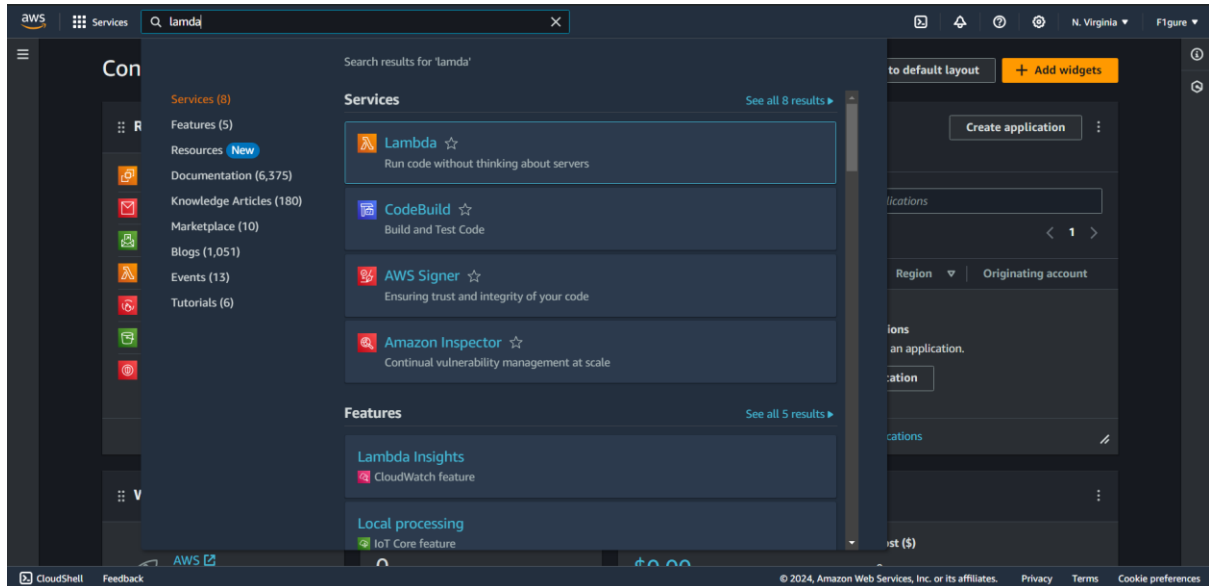 aws
Services
lamda
N. Virginia
F1gure
Con
to default layout
+ Add widgets
Search results for 'lamda'
Services (8)
Features (5)
Resources New
Documentation (6,375)
Knowledge Articles (180)
Marketplace (10)
Blogs (1,051)
Events (13)
Tutorials (6)
Services
See all 8 results
Lambda
Run code without thinking about servers
CodeBuild
Build and Test Code
AWS Signer
Ensuring trust and integrity of your code
Amazon Inspector
Continual vulnerability management at scale
Features
See all 5 results
Lambda Insights
CloudWatch feature
Local processing
IoT Core feature
R
Create application
lications
1
Region
Originating account
ions
an application.
cation
cations
W
AWS
ost ($)
CloudShell
Feedback
© 2024, Amazon Web Services, Inc. or its affiliates.
Privacy
Terms
Cookie preferences